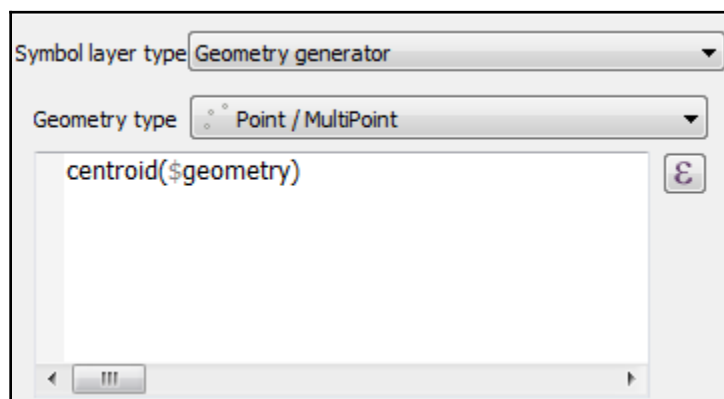 Symbol layer type Geometry generator
Geometry type Point / MultiPoint
centroid($geometry)
ε